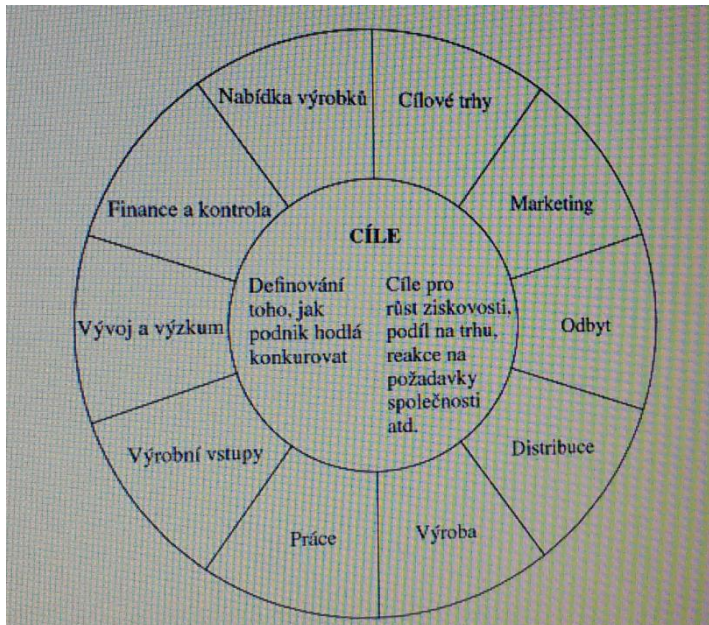 Nabídka výrobků
Cílové trhy
Marketing
Odbyt
Distribuce
Výroba
Práce
Výrobní vstupy
Vývoj a výzkum
Finance a kontrola
CÍLE
Definování
toho, jak
podnik hodlá
konkurovat
Cíle pro
růst ziskovosti,
podíl na trhu,
reakce na
požadavky
společnosti
atd.